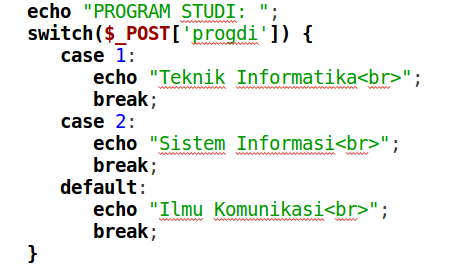 echo "PROGRAM STUDI: ";
switch($_POST['progdi']) {
case 1:
echo "Teknik Informatika<br>";
break;
case 2:
echo "Sistem Informasi<br>";
break;
default:
echo "Ilmu Komunikasi<br>";
break;
}